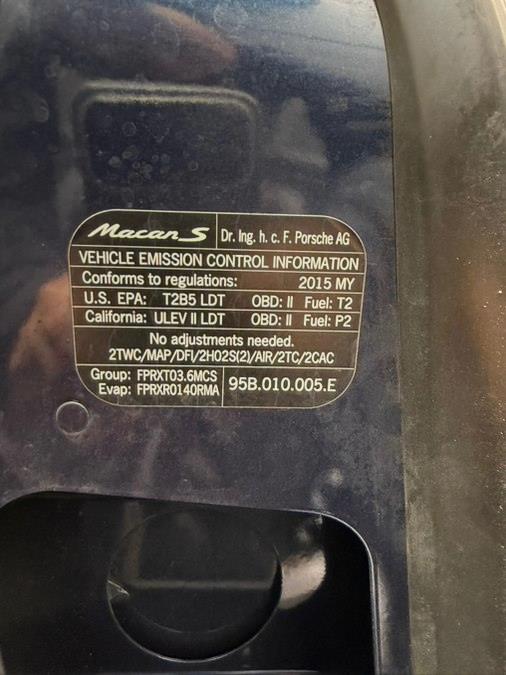 Macan S
Dr. Ing. h. c. F. Porsche AG
VEHICLE EMISSION CONTROL INFORMATION
Conforms to regulations: 2015 MY
U.S. EPA: T2B5 LDT OBD: II Fuel: T2
California: ULEV II LDT OBD: II Fuel: P2
No adjustments needed.
2TWC/MAP/DFI/2HO2S(2)/AIR/2TC/2CAC
Group: FPRXT03.6MCS
Evap: FPRXR0140RMA
95B.010.005.E